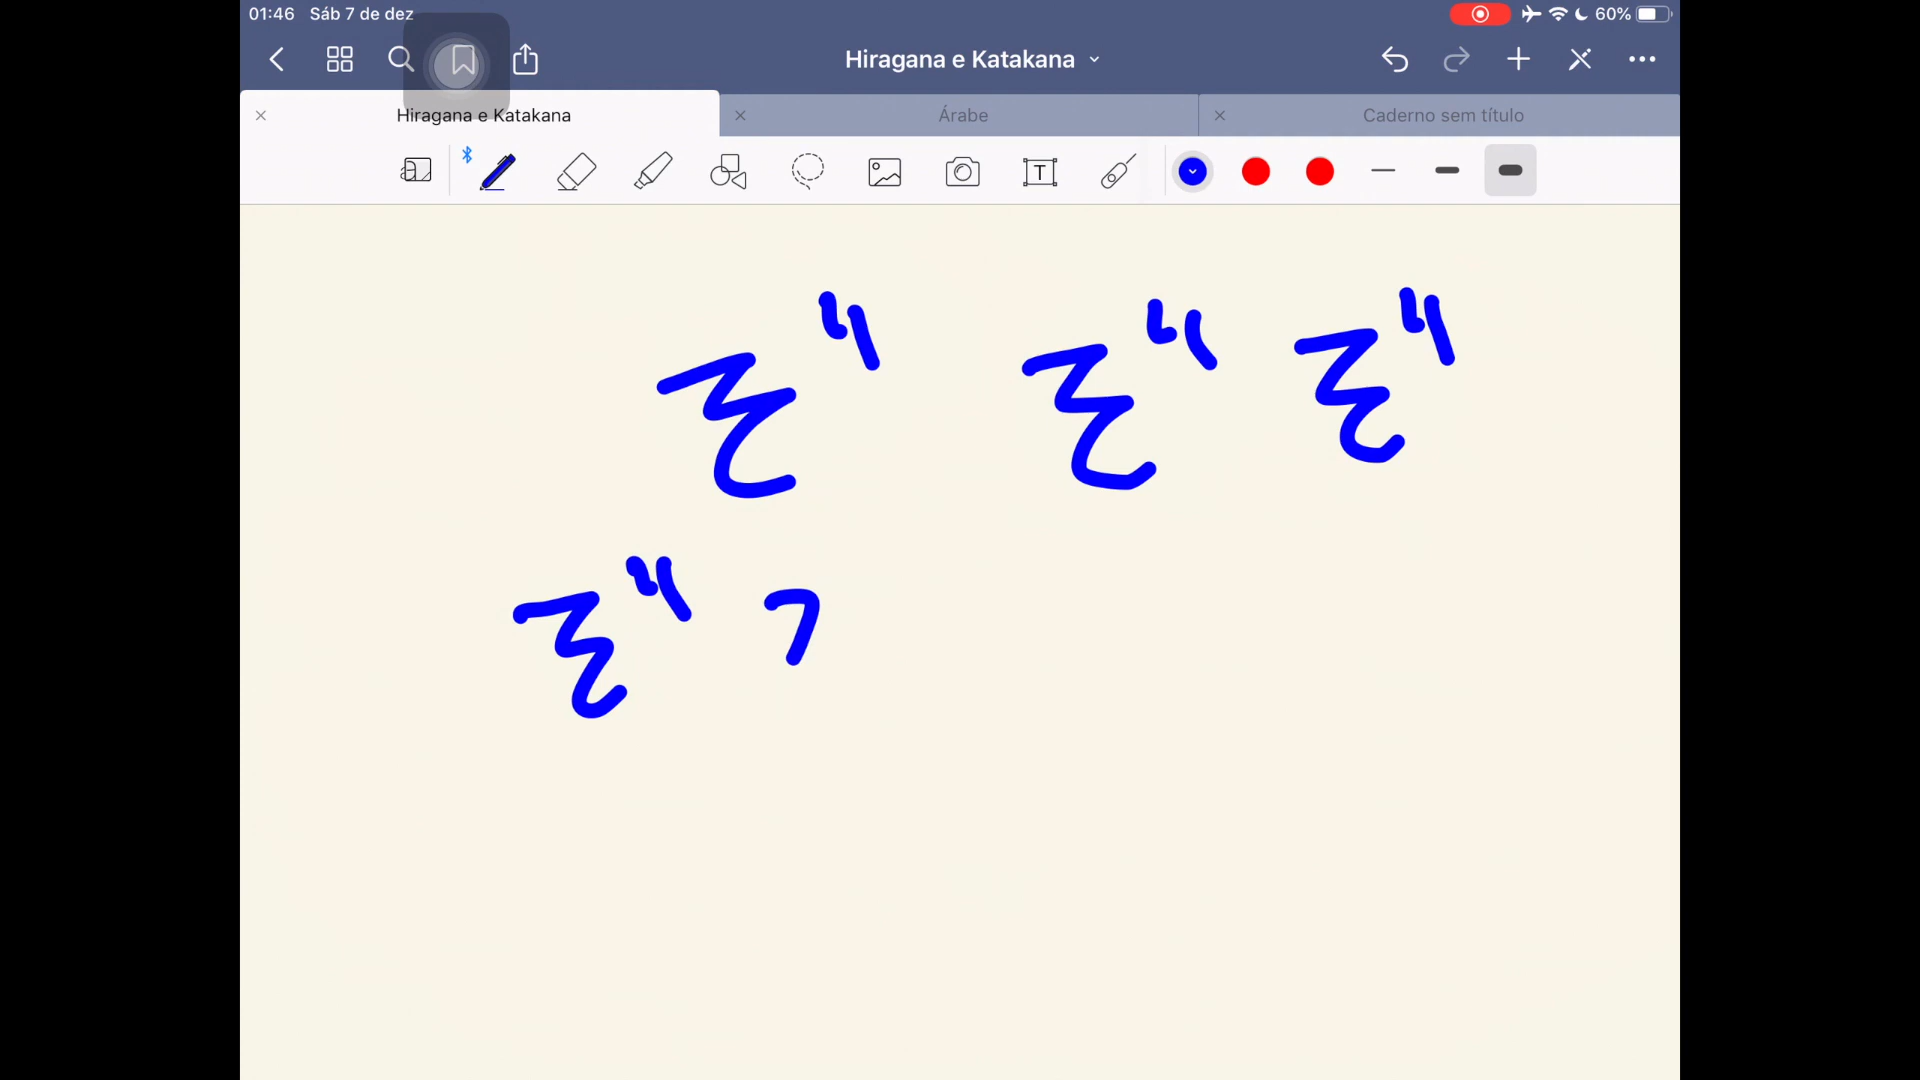 01:46 Sáb 7 de dez 60%
Hiragana e Katakana
Hiragana e Katakana Árabe Caderno sem título
T
ぞ ぞ ぞ
ぞ